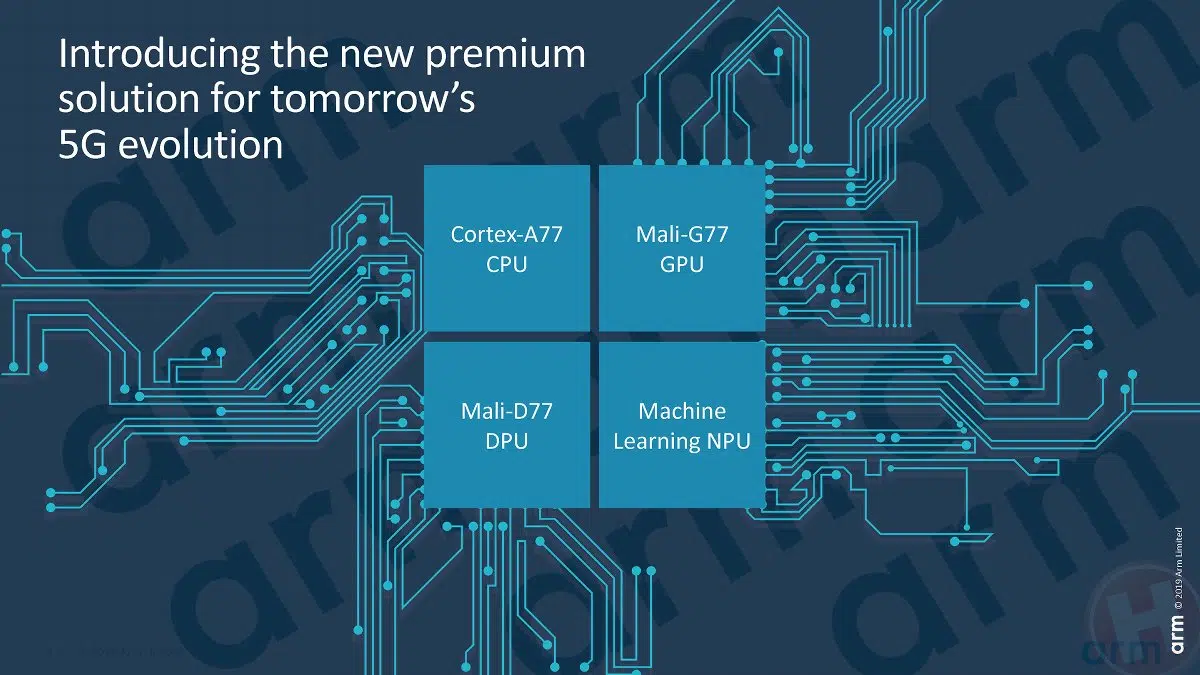 Introducing the new premium
solution for tomorrow's
5G evolution
Cortex-A77
CPU
Mali-G77
GPU
Mali-D77
DPU
Machine
Learning NPU
arm © 2019 Arm Limited
arm
H